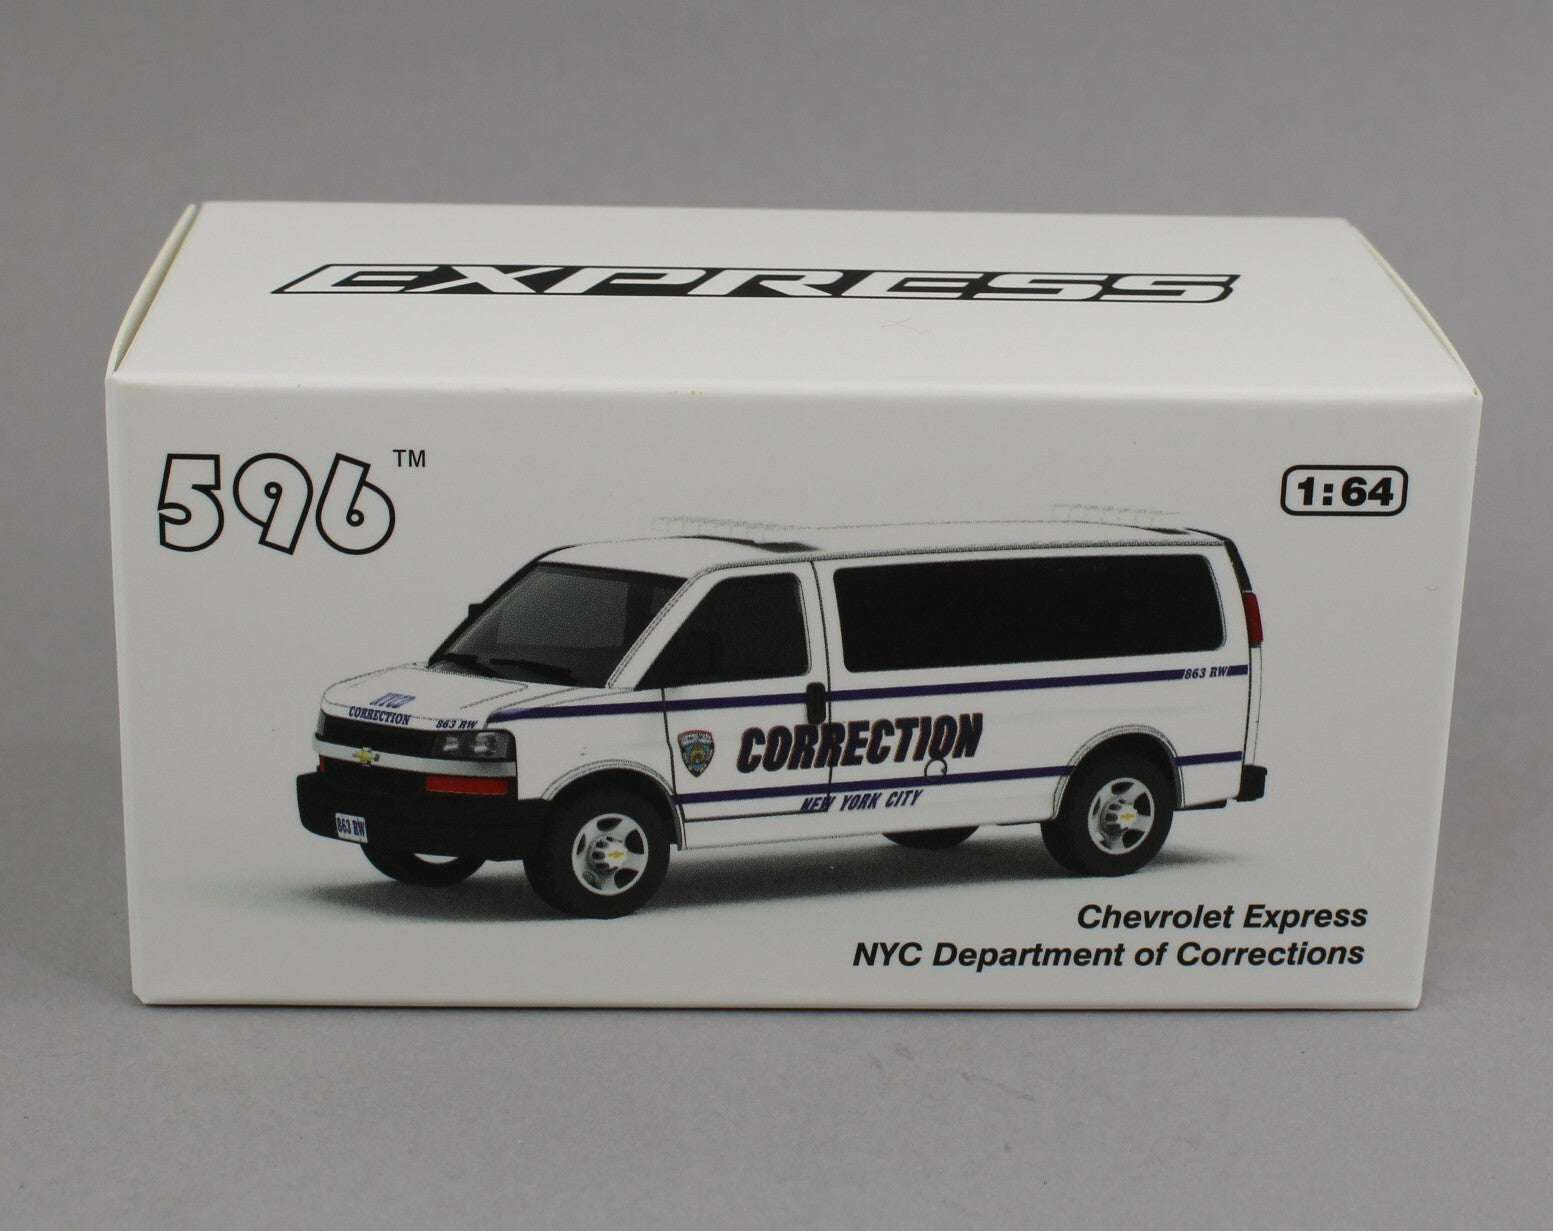 EXPRESS
596™
1:64
863 RW
CORRECTION
863 RW
CORRECTION
NEW YORK CITY
863 RW
Chevrolet Express
NYC Department of Corrections